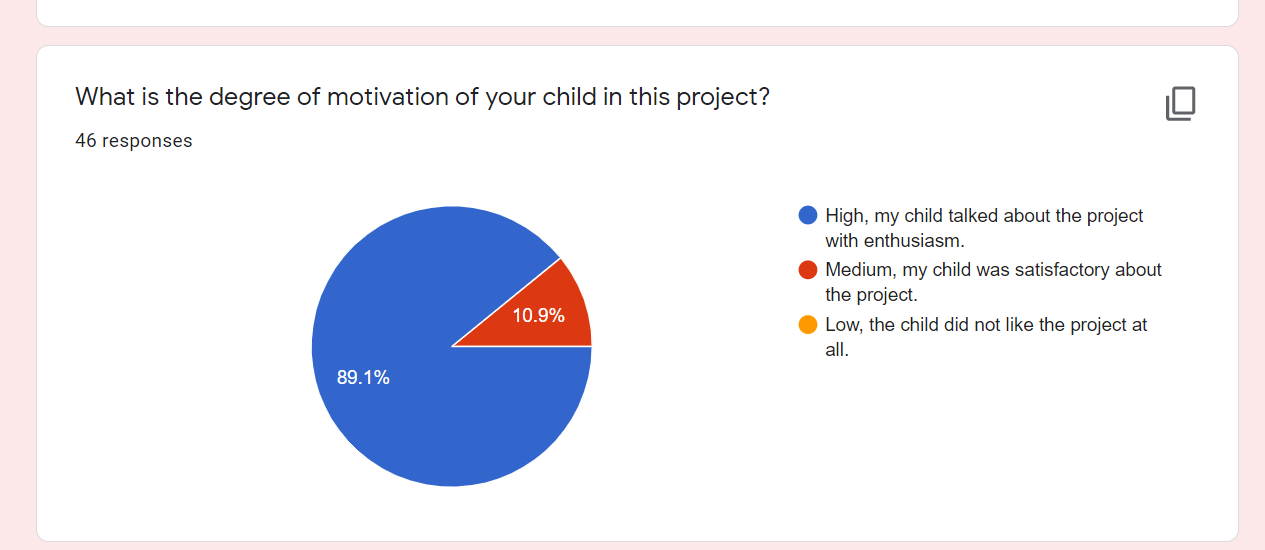 What is the degree of motivation of your child in this project?
46 responses
High, my child talked about the project
with enthusiasm.
Medium, my child was satisfactory about
the project.
Low, the child did not like the project at
all.
10.9%
89.1%